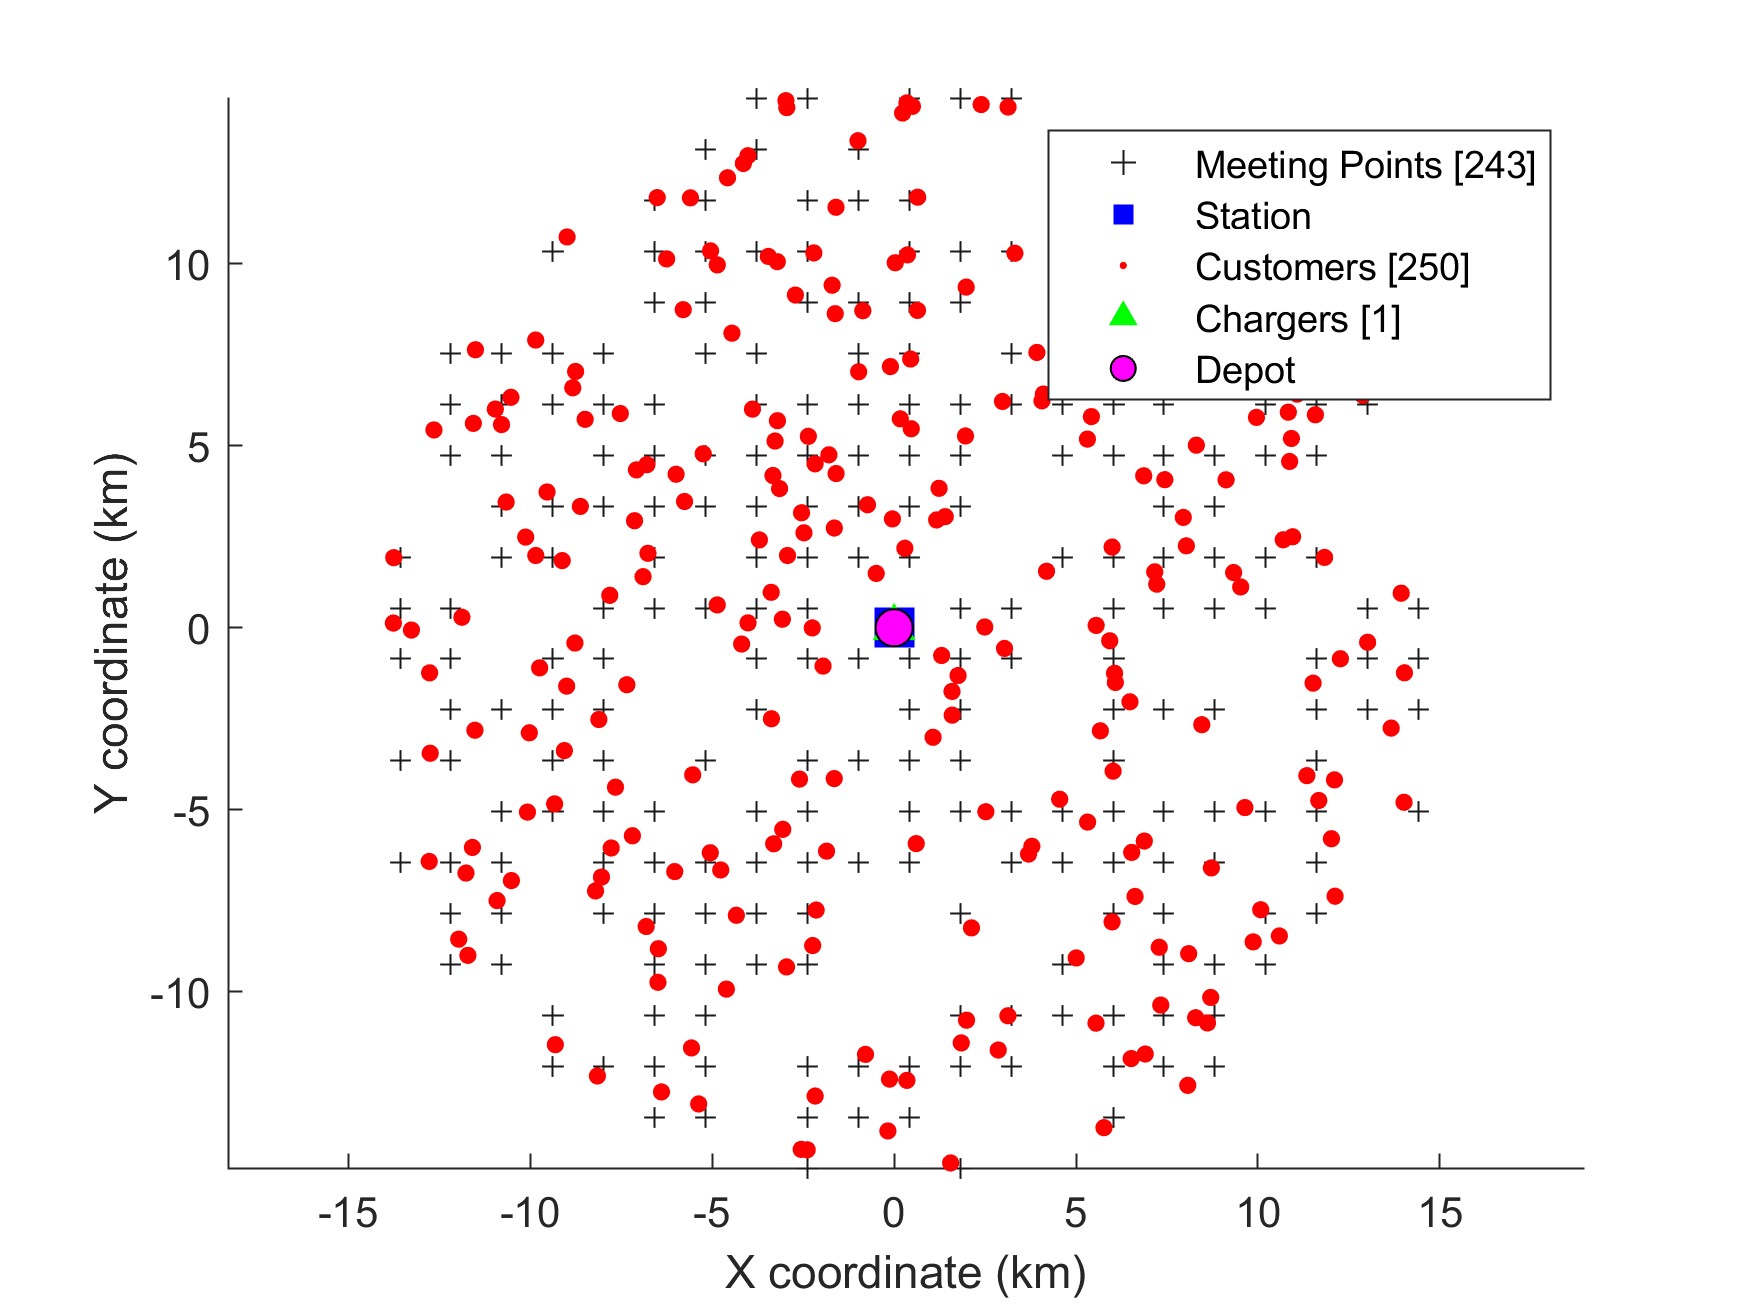 Meeting Points [243]
Station
Customers [250]
Chargers [1]
Depot
10
5
0
-5
-10
Y coordinate (km)
-15 -10 -5 0 5 10 15
X coordinate (km)